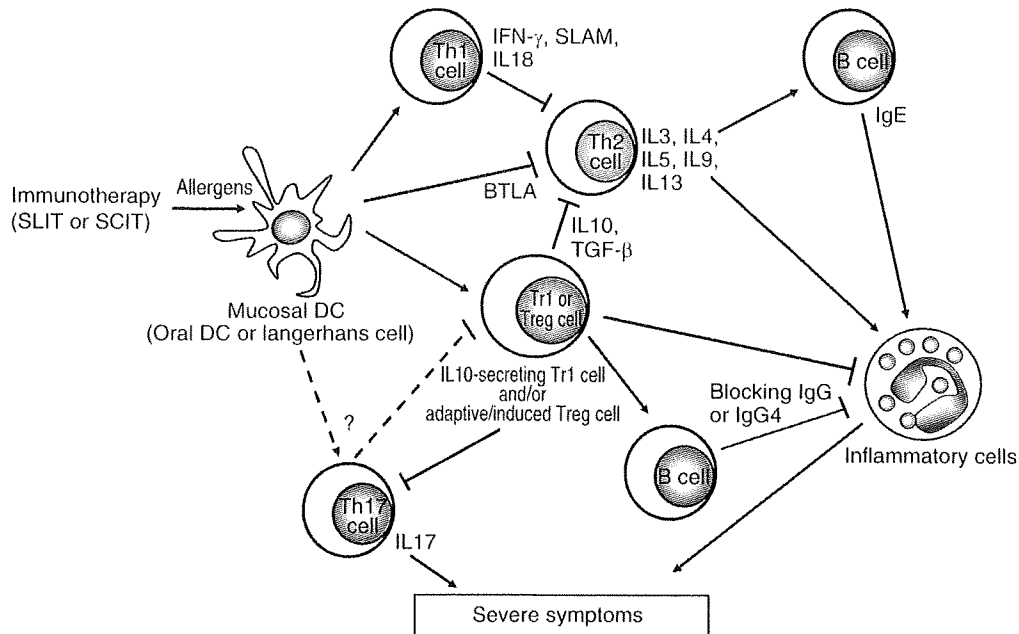 Th1
cell
IFN-γ, SLAM,
IL18
B cell
IgE
Th2
cell
IL3, IL4,
IL5, IL9,
IL13
Immunotherapy
(SLIT or SCIT)
Allergens
BTLA
IL10,
TGF-β
Mucosal DC
(Oral DC or langerhans cell)
Tr1 or
Treg cell
IL10-secreting Tr1 cell
and/or
adaptive/induced Treg cell
Blocking IgG
or IgG4
Inflammatory cells
?
B cell
Th17
cell
IL17
Severe symptoms